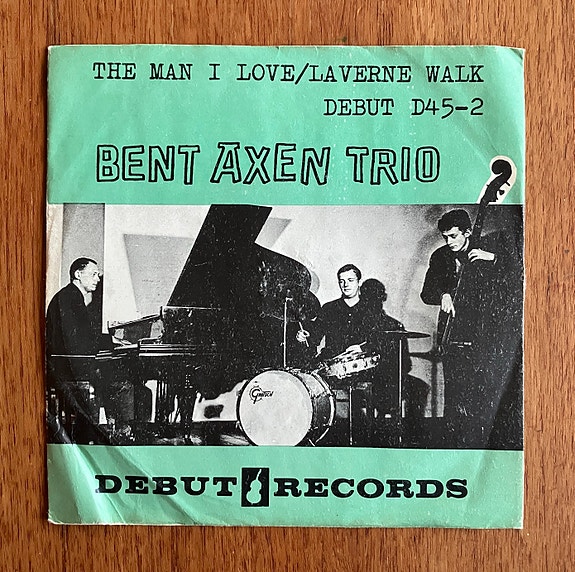 THE MAN I LOVE/LAVERNE WALK
DEBUT D45-2
BENT AXEN TRIO
Gretsch
DEBUT RECORDS